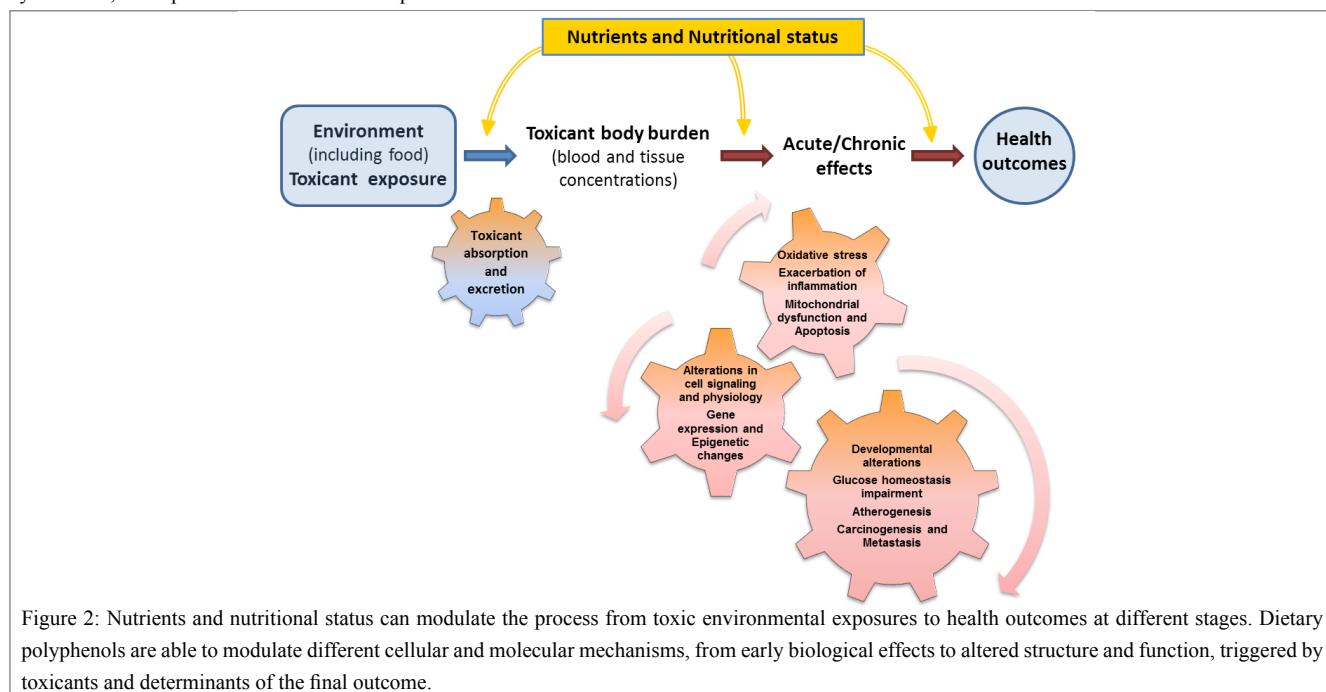 Nutrients and Nutritional status
Environment
(including food)
Toxicant exposure
Toxicant body burden
(blood and tissue
concentrations)
Acute/Chronic
effects
Health
outcomes
Toxicant
absorption
and
excretion
Oxidative stress
Exacerbation of
inflammation
Mitochondrial
dysfunction and
Apoptosis
Alterations in
cell signaling
and physiology
Gene
expression and
Epigenetic
changes
Developmental
alterations
Glucose homeostasis
impairment
Atherogenesis
Carcinogenesis and
Metastasis
Figure 2: Nutrients and nutritional status can modulate the process from toxic environmental exposures to health outcomes at different stages. Dietary
polyphenols are able to modulate different cellular and molecular mechanisms, from early biological effects to altered structure and function, triggered by
toxicants and determinants of the final outcome.